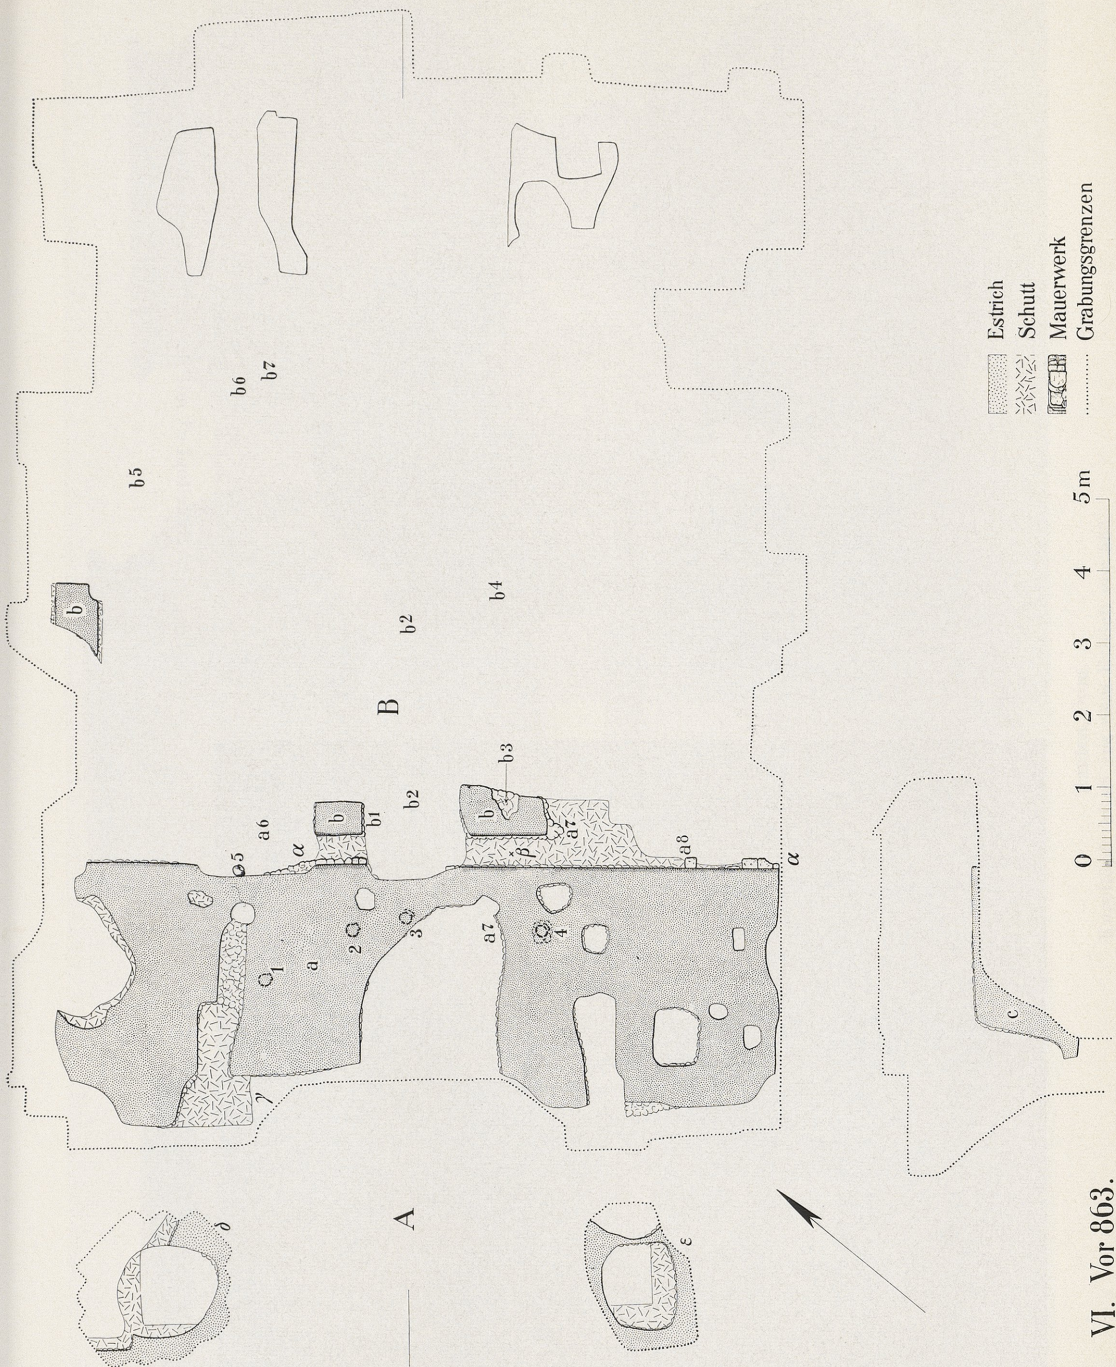 b5
b6
b7
b
b4
b2
B
b3
b2
b
b1
a6
α
5
b
β
a7
a8
α
1
a
2
3
a7
4
γ
A
δ
ε
c
Estrich
Schutt
Mauerwerk
Grabungsgrenzen
0 1 2 3 4 5m
VI. Vor 863.